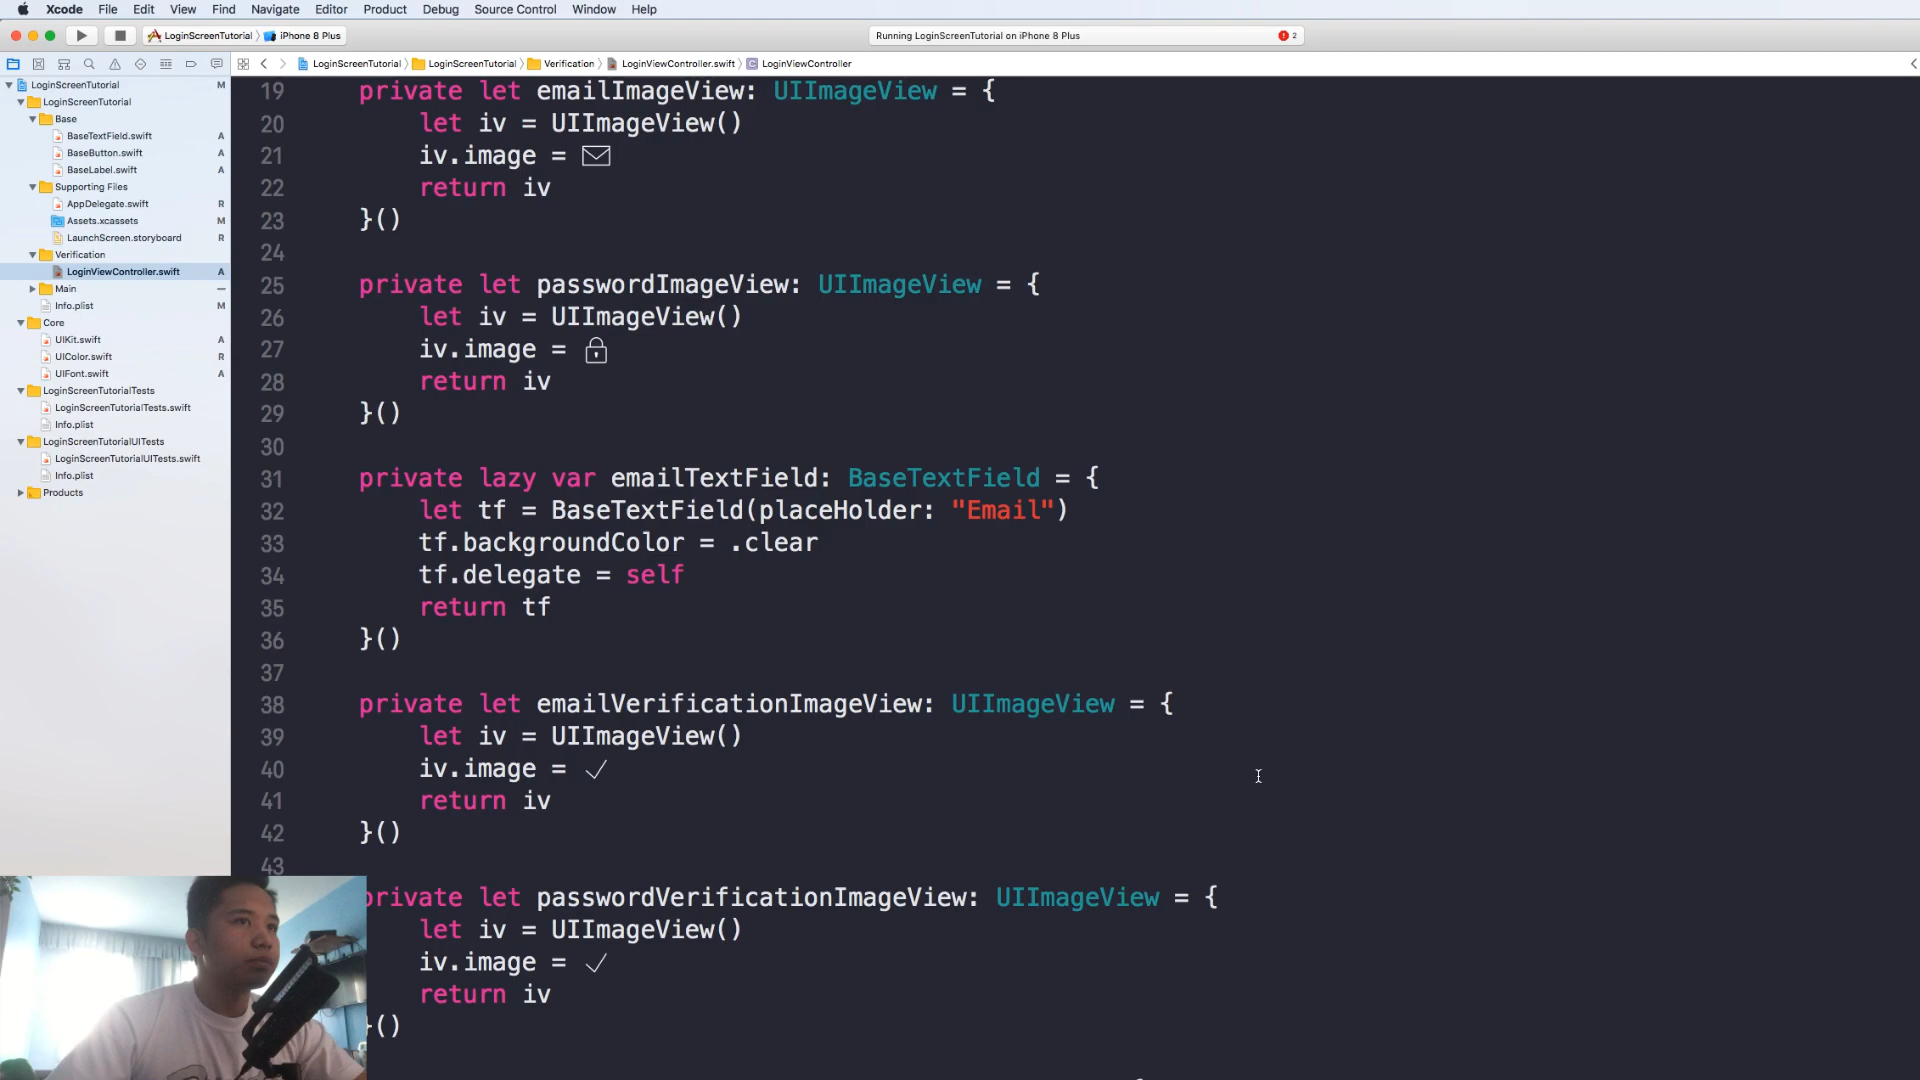 Xcode File Edit View Find Navigate Editor Product Debug Source Control Window Help
LoginScreenTutorial iPhone 8 Plus
Running LoginScreenTutorial on iPhone 8 Plus 2
LoginScreenTutorial LoginScreenTutorial Verification LoginViewController.swift LoginViewController
LoginScreenTutorial M
LoginScreenTutorial
Base
BaseTextField.swift A
BaseButton.swift A
BaseLabel.swift A
Supporting Files
AppDelegate.swift R
Assets.xcassets M
LaunchScreen.storyboard R
Verification
LoginViewController.swift A
Main
Info.plist M
Core
UIKit.swift A
UIColor.swift R
UIFont.swift A
LoginScreenTutorialTests
LoginScreenTutorialTests.swift
Info.plist
LoginScreenTutorialUITests
LoginScreenTutorialUITests.swift
Info.plist
Products
19 private let emailImageView: UIImageView = {
20 let iv = UIImageView()
21 iv.image =
22 return iv
23 }()
24
25 private let passwordImageView: UIImageView = {
26 let iv = UIImageView()
27 iv.image =
28 return iv
29 }()
30
31 private lazy var emailTextField: BaseTextField = {
32 let tf = BaseTextField(placeHolder: "Email")
33 tf.backgroundColor = .clear
34 tf.delegate = self
35 return tf
36 }()
37
38 private let emailVerificationImageView: UIImageView = {
39 let iv = UIImageView()
40 iv.image =
41 return iv
42 }()
43
private let passwordVerificationImageView: UIImageView = {
let iv = UIImageView()
iv.image =
return iv
}()